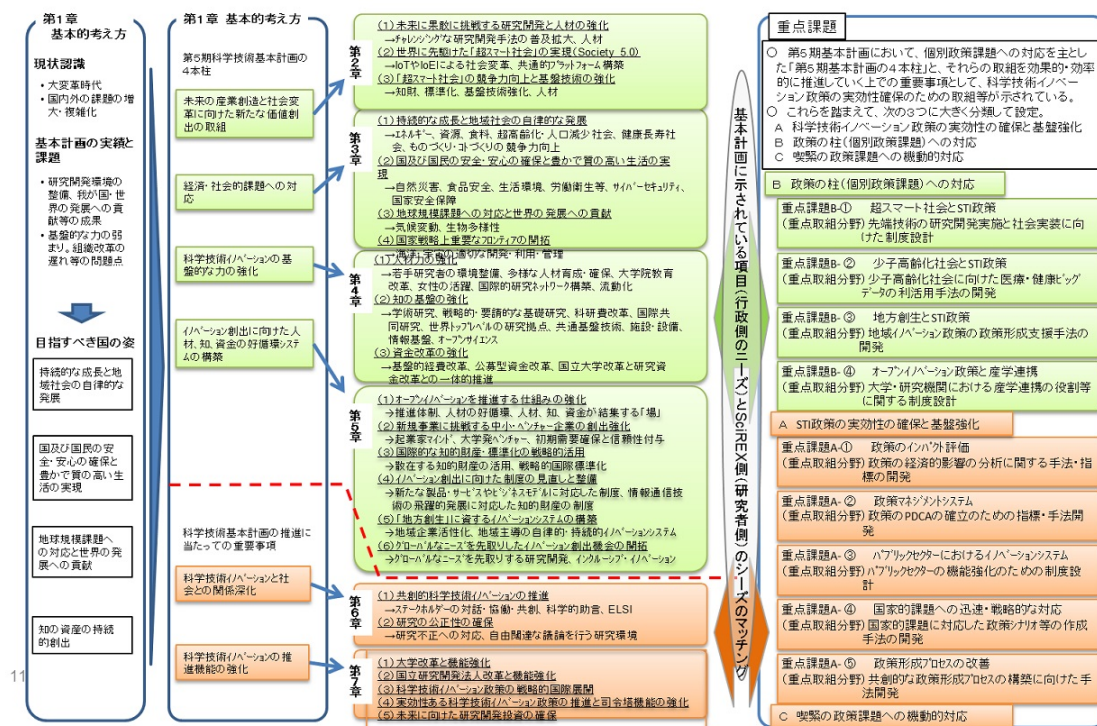 第1章
基本的考え方
現状認識
・ 大変革時代
・ 国内外の課題の増
大・複雑化
基本計画の実績と
課題
・ 研究開発環境の
整備、我が国・世
界の発展への貢
献等の成果
・ 基盤的な力の弱
まり。組織改革の
遅れ等の問題点
目指すべき国の姿
持続的な成長と地
域社会の自律的な
発展
国及び国民の安
全・安心の確保と
豊かで質の高い生
活の実現
地球規模課題へ
の対応と世界の発
展への貢献
知の資産の持続
的創出
11
第1章 基本的考え方
第5期科学技術基本計画の
4本柱
未来の産業創造と社会変
革に向けた新たな価値創
出の取組
経済・社会的課題への対
応
科学技術イノベーションの基
盤的な力の強化
イノベーション創出に向けた人
材、知、資金の好循環システ
ムの構築
科学技術基本計画の推進に
当たっての重要事項
科学技術イノベーションと社
会との関係深化
科学技術イノベーションの推
進機能の強化
第2章
(1)未来に果敢に挑戦する研究開発と人材の強化
→チャレンジングな研究開発手法の普及拡大、人材
(2)世界に先駆けた「超スマート社会」の実現(Society 5.0)
→IoTやIoEによる社会変革、共通的プラットフォーム構築
(3)「超スマート社会」の競争力向上と基盤技術の強化
→知財、標準化、基盤技術強化、人材
第3章
(1)持続的な成長と地域社会の自律的な発展
→エネルギー、資源、食料、超高齢化・人口減少社会、健康長寿社
会、ものづくり・コトづくりの競争力向上
(2)国及び国民の安全・安心の確保と豊かで質の高い生活の実
現
→自然災害、食品安全、生活環境、労働衛生等、サイバーセキュリティ、
国家安全保障
(3)地球規模課題への対応と世界の発展への貢献
→気候変動、生物多様性
(4)国家戦略上重要なフロンティアの開拓
→海洋、宇宙の適切な開発・利用・管理
第4章
(1)人材力の強化
→若手研究者の環境整備、多様な人材育成・確保、大学院教育
改革、女性の活躍、国際的研究ネットワーク構築、流動化
(2)知の基盤の強化
→学術研究、戦略的・要請的な基礎研究、科研費改革、国際共
同研究、世界トップレベルの研究拠点、共通基盤技術、施設・設備、
情報基盤、オープンサイエンス
(3)資金改革の強化
→基盤的経費改革、公募型資金改革、国立大学改革と研究資
金改革との一体的推進
第5章
(1)オープンイノベーションを推進する仕組みの強化
→推進体制、人材の好循環、人材、知、資金が結集する「場」
(2)新規事業に挑戦する中小・ベンチャー企業の創出強化
→起業家マインド、大学発ベンチャー、初期需要確保と信頼性付与
(3)国際的な知的財産・標準化の戦略的活用
→散在する知的財産の活用、戦略的国際標準化
(4)イノベーション創出に向けた制度の見直しと整備
→新たな製品・サービスやビジネスモデルに対応した制度、情報通信技
術の飛躍的発展に対応した知的財産の制度
(5)「地方創生」に資するイノベーションシステムの構築
→地域企業活性化、地域主導の自律的・持続的イノベーションシステム
(6)グローバルなニーズを先取りしたイノベーション創出機会の開拓
→グローバルなニーズを先取りする研究開発、インクルーシブ・イノベーション
第6章
(1)共創的科学技術イノベーションの推進
→ステークホルダーの対話・協働・共創、科学的助言、ELSI
(2)研究の公正性の確保
→研究不正への対応、自由闊達な議論を行う研究環境
第7章
(1)大学改革と機能強化
(2)国立研究開発法人改革と機能強化
(3)科学技術イノベーション政策の戦略的国際展開
(4)実効性ある科学技術イノベーション政策の推進と司令塔機能の強化
(5)未来に向けた研究開発投資の確保
基本計画に示されている項目(行政側のニーズ)とSciREX側(研究者側)のシーズのマッチング
重点課題
○ 第5期基本計画において、個別政策課題への対応を主とし
た「第5期基本計画の4本柱」と、それらの取組を効果的・効率
的に推進していく上での重要事項として、科学技術イノベー
ション政策の実効性確保のための取組等が示されている。
○ これらを踏まえて、次の3つに大きく分類して設定。
A 科学技術イノベーション政策の実効性の確保と基盤強化
B 政策の柱(個別政策課題)への対応
C 喫緊の政策課題への機動的対応
B 政策の柱(個別政策課題)への対応
重点課題B-① 超スマート社会とSTI政策
(重点取組分野)先端技術の研究開発実施と社会実装に向
けた制度設計
重点課題B-② 少子高齢化社会とSTI政策
(重点取組分野)少子高齢化社会に向けた医療・健康ビッグ
データの利活用手法の開発
重点課題B-③ 地方創生とSTI政策
(重点取組分野)地域イノベーション政策の政策形成支援手法の
開発
重点課題B-④ オープンイノベーション政策と産学連携
(重点取組分野)大学・研究機関における産学連携の役割等
に関する制度設計
A STI政策の実効性の確保と基盤強化
重点課題A-① 政策のインパクト評価
(重点取組分野)政策の経済的影響の分析に関する手法・指
標の開発
重点課題A-② 政策マネジメントシステム
(重点取組分野)政策のPDCAの確立のための指標・手法開
発
重点課題A-③ パブリックセクターにおけるイノベーションシステム
(重点取組分野)パブリックセクターの機能強化のための制度設
計
重点課題A-④ 国家的課題への迅速・戦略的な対応
(重点取組分野)国家的課題に対応した政策シナリオ等の作成
手法の開発
重点課題A-⑤ 政策形成プロセスの改善
(重点取組分野)共創的な政策形成プロセスの構築に向けた手
法開発
C 喫緊の政策課題への機動的対応